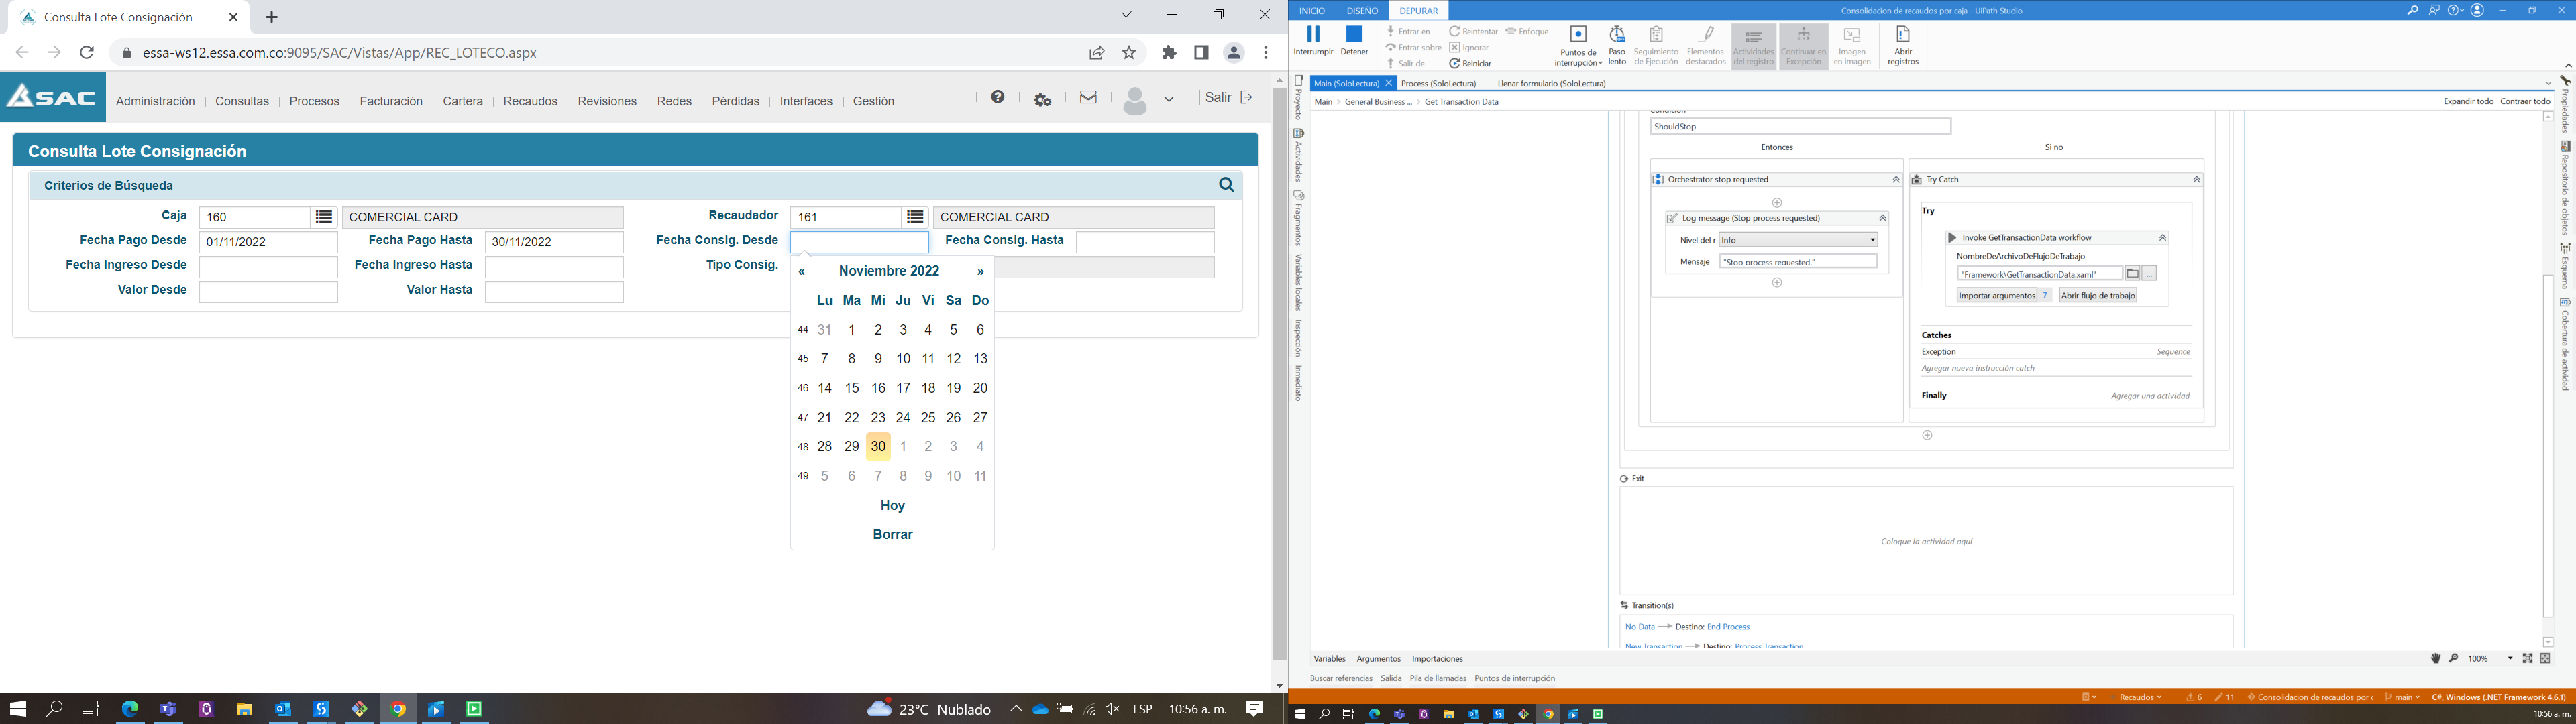 Consulta Lote Consignación
essa-ws12.essa.com.co:9095/SAC/Vistas/App/REC_LOTECO.aspx
SAC
Administración Consultas Procesos Facturación Cartera Recaudos Revisiones Redes Pérdidas Interfaces Gestión Salir
Consulta Lote Consignación
Criterios de Búsqueda
Caja 160 COMERCIAL CARD Recaudador 161 COMERCIAL CARD
Fecha Pago Desde 01/11/2022 Fecha Pago Hasta 30/11/2022 Fecha Consig. Desde Fecha Consig. Hasta
Fecha Ingreso Desde Fecha Ingreso Hasta Tipo Consig.
Valor Desde Valor Hasta
« Noviembre 2022 »
Lu Ma Mi Ju Vi Sa Do
44 31 1 2 3 4 5 6
45 7 8 9 10 11 12 13
46 14 15 16 17 18 19 20
47 21 22 23 24 25 26 27
48 28 29 30 1 2 3 4
49 5 6 7 8 9 10 11
Hoy
Borrar
23°C Nublado ESP 10:56 a. m.
INICIO DISEÑO DEPURAR Consolidacion de recaudos por caja - UiPath Studio
Interrumpir Detener
Entrar en Reintentar Enfoque
Entrar sobre Ignorar
Salir de Reiniciar
Puntos de interrupción
Paso lento
Seguimiento de Ejecución
Elementos destacados
Actividades del registro
Continuar en Excepción
Imagen en imagen
Abrir registros
Main (SoloLectura) Process (SoloLectura) Llenar formulario (SoloLectura)
Main > General Business ... > Get Transaction Data Expandir todo Contraer todo
Proyecto
Actividades
Fragmentos
Variables locales
Inspección
Inmediato
Condition
ShouldStop
Entonces Si no
Orchestrator stop requested
Log message (Stop process requested)
Nivel del r Info
Mensaje "Stop process requested."
Try Catch
Try
Invoke GetTransactionData workflow
NombreDeArchivoDeFlujoDeTrabajo
"Framework\GetTransactionData.xaml" ...
Importar argumentos 7 Abrir flujo de trabajo
Catches
Exception Sequence
Agregar nueva instrucción catch
Finally Agregar una actividad
Exit
Coloque la actividad aquí
Transition(s)
No Data Destino: End Process
New Transaction Destino: Process Transaction
Propiedades
Repositorio de objetos
Esquema
Cobertura de actividad
Variables Argumentos Importaciones 100%
Buscar referencias Salida Pila de llamadas Puntos de interrupción
Recaudos 6 11 Consolidacion de recaudos por c main C#, Windows (.NET Framework 4.6.1)
10:56 a. m.